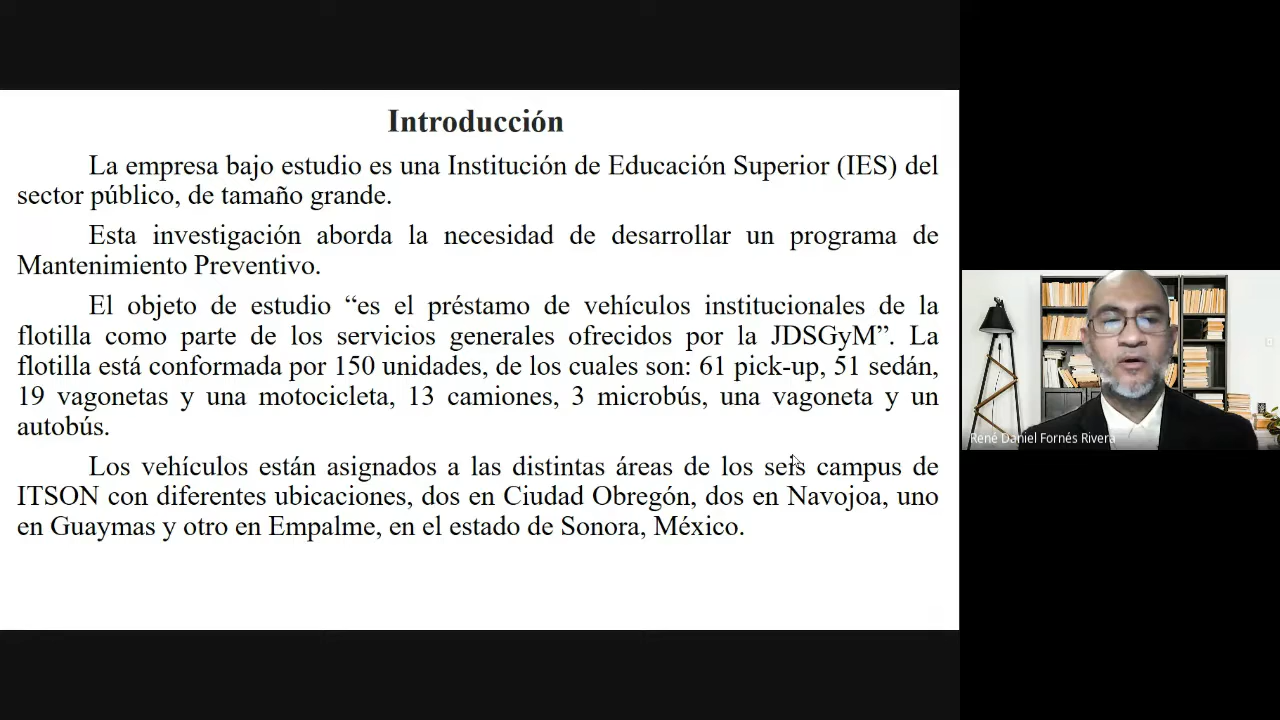 Introducción
La empresa bajo estudio es una Institución de Educación Superior (IES) del
sector público, de tamaño grande.
Esta investigación aborda la necesidad de desarrollar un programa de
Mantenimiento Preventivo.
El objeto de estudio “es el préstamo de vehículos institucionales de la
flotilla como parte de los servicios generales ofrecidos por la JDSGyM”. La
flotilla está conformada por 150 unidades, de los cuales son: 61 pick-up, 51 sedán,
19 vagonetas y una motocicleta, 13 camiones, 3 microbús, una vagoneta y un
autobús.
Los vehículos están asignados a las distintas áreas de los seis campus de
ITSON con diferentes ubicaciones, dos en Ciudad Obregón, dos en Navojoa, uno
en Guaymas y otro en Empalme, en el estado de Sonora, México.
René Daniel Fornés Rivera